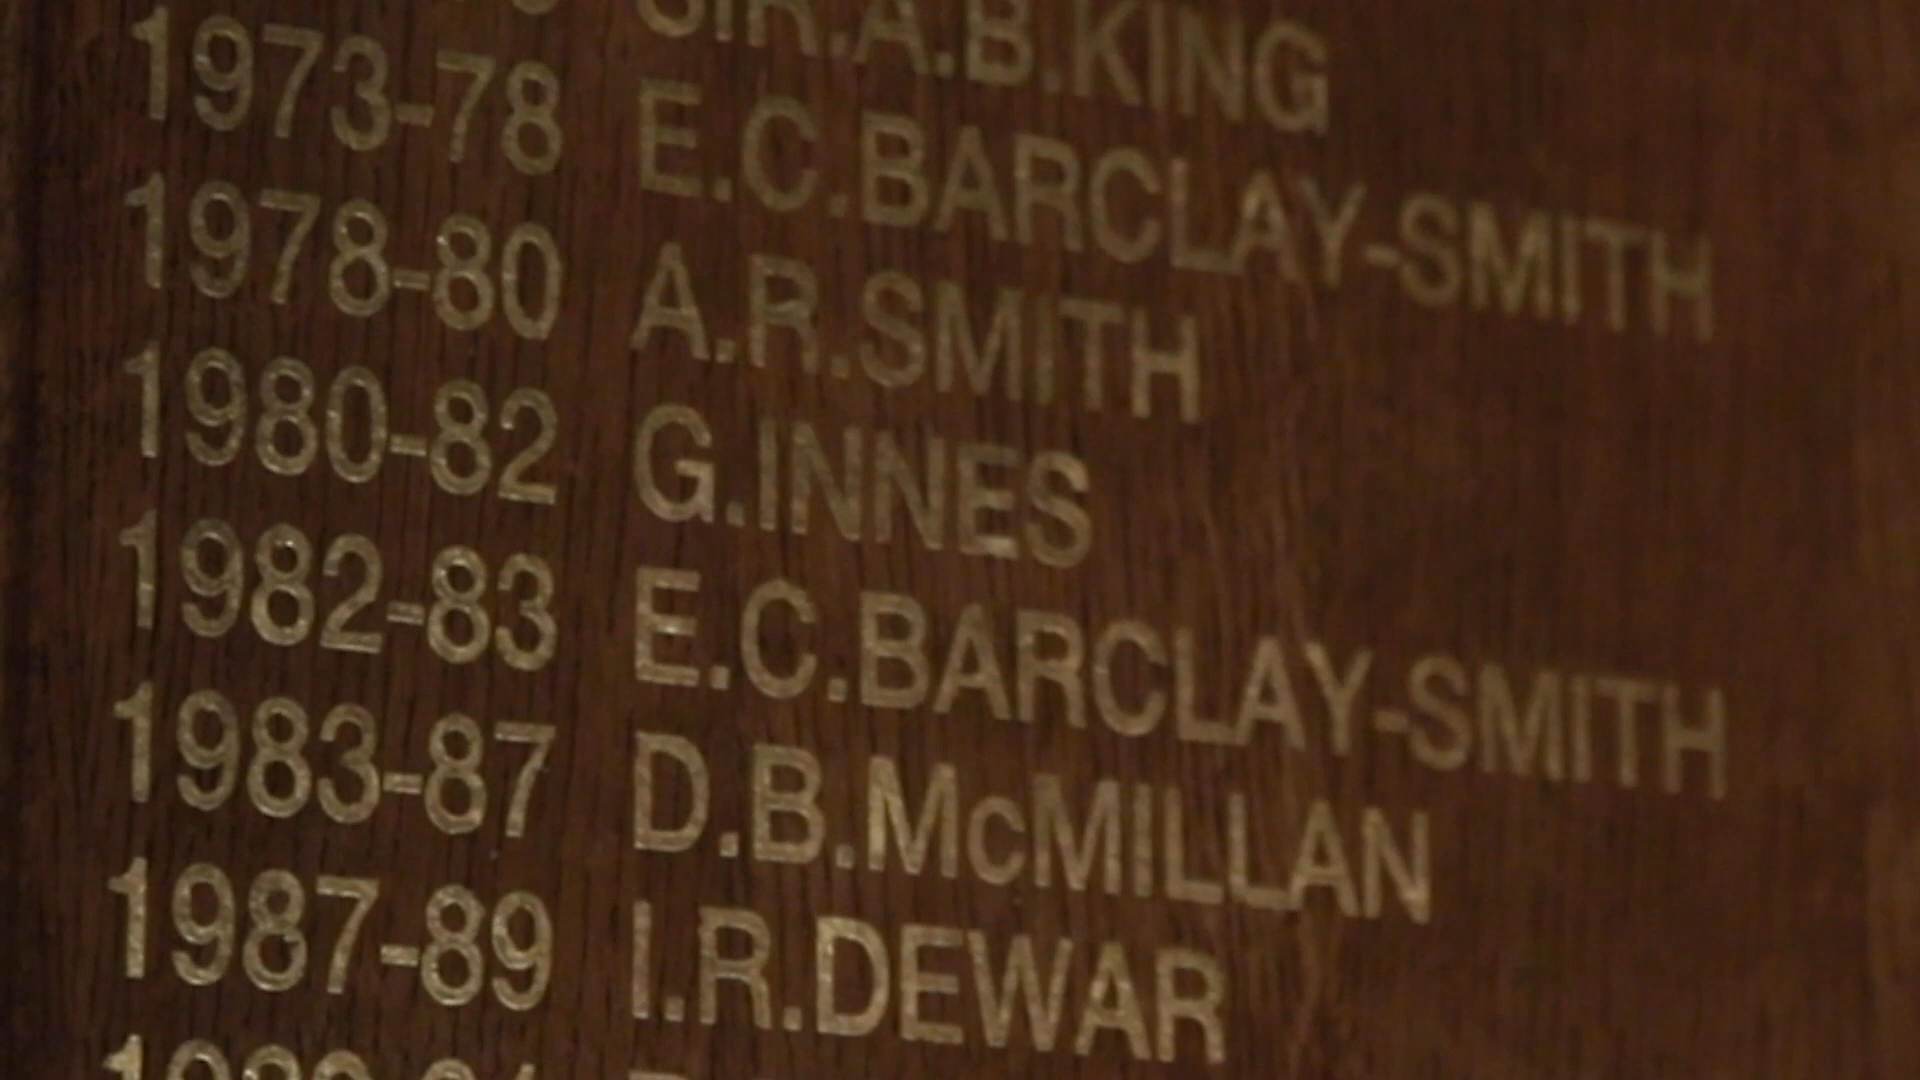 SIR.A.B.KING
1973-78 E.C.BARCLAY-SMITH
1978-80 A.R.SMITH
1980-82 G.INNES
1982-83 E.C.BARCLAY-SMITH
1983-87 D.B.McMILLAN
1987-89 I.R.DEWAR